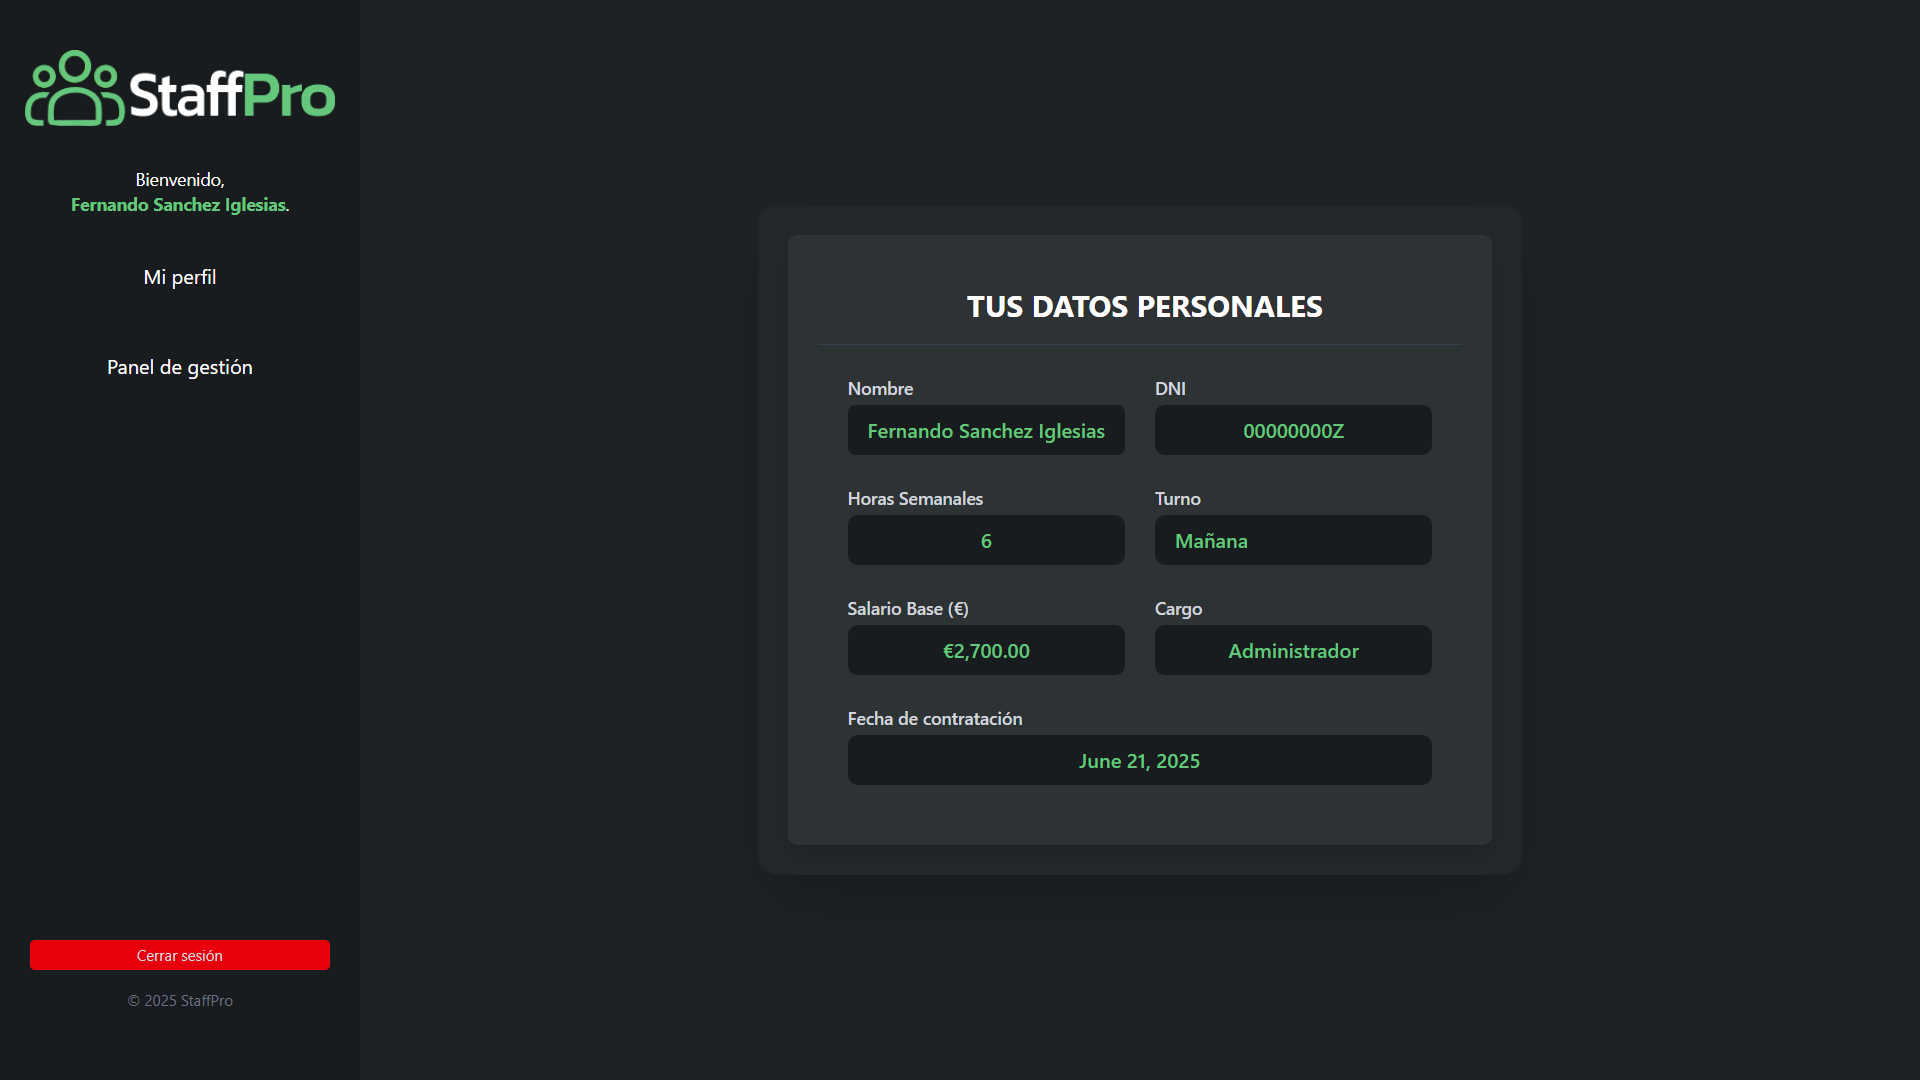 StaffPro
Bienvenido,
Fernando Sanchez Iglesias.
Mi perfil
Panel de gestión
Cerrar sesión
© 2025 StaffPro
TUS DATOS PERSONALES
Nombre
Fernando Sanchez Iglesias
DNI
00000000Z
Horas Semanales
6
Turno
Mañana
Salario Base (€)
€2,700.00
Cargo
Administrador
Fecha de contratación
June 21, 2025